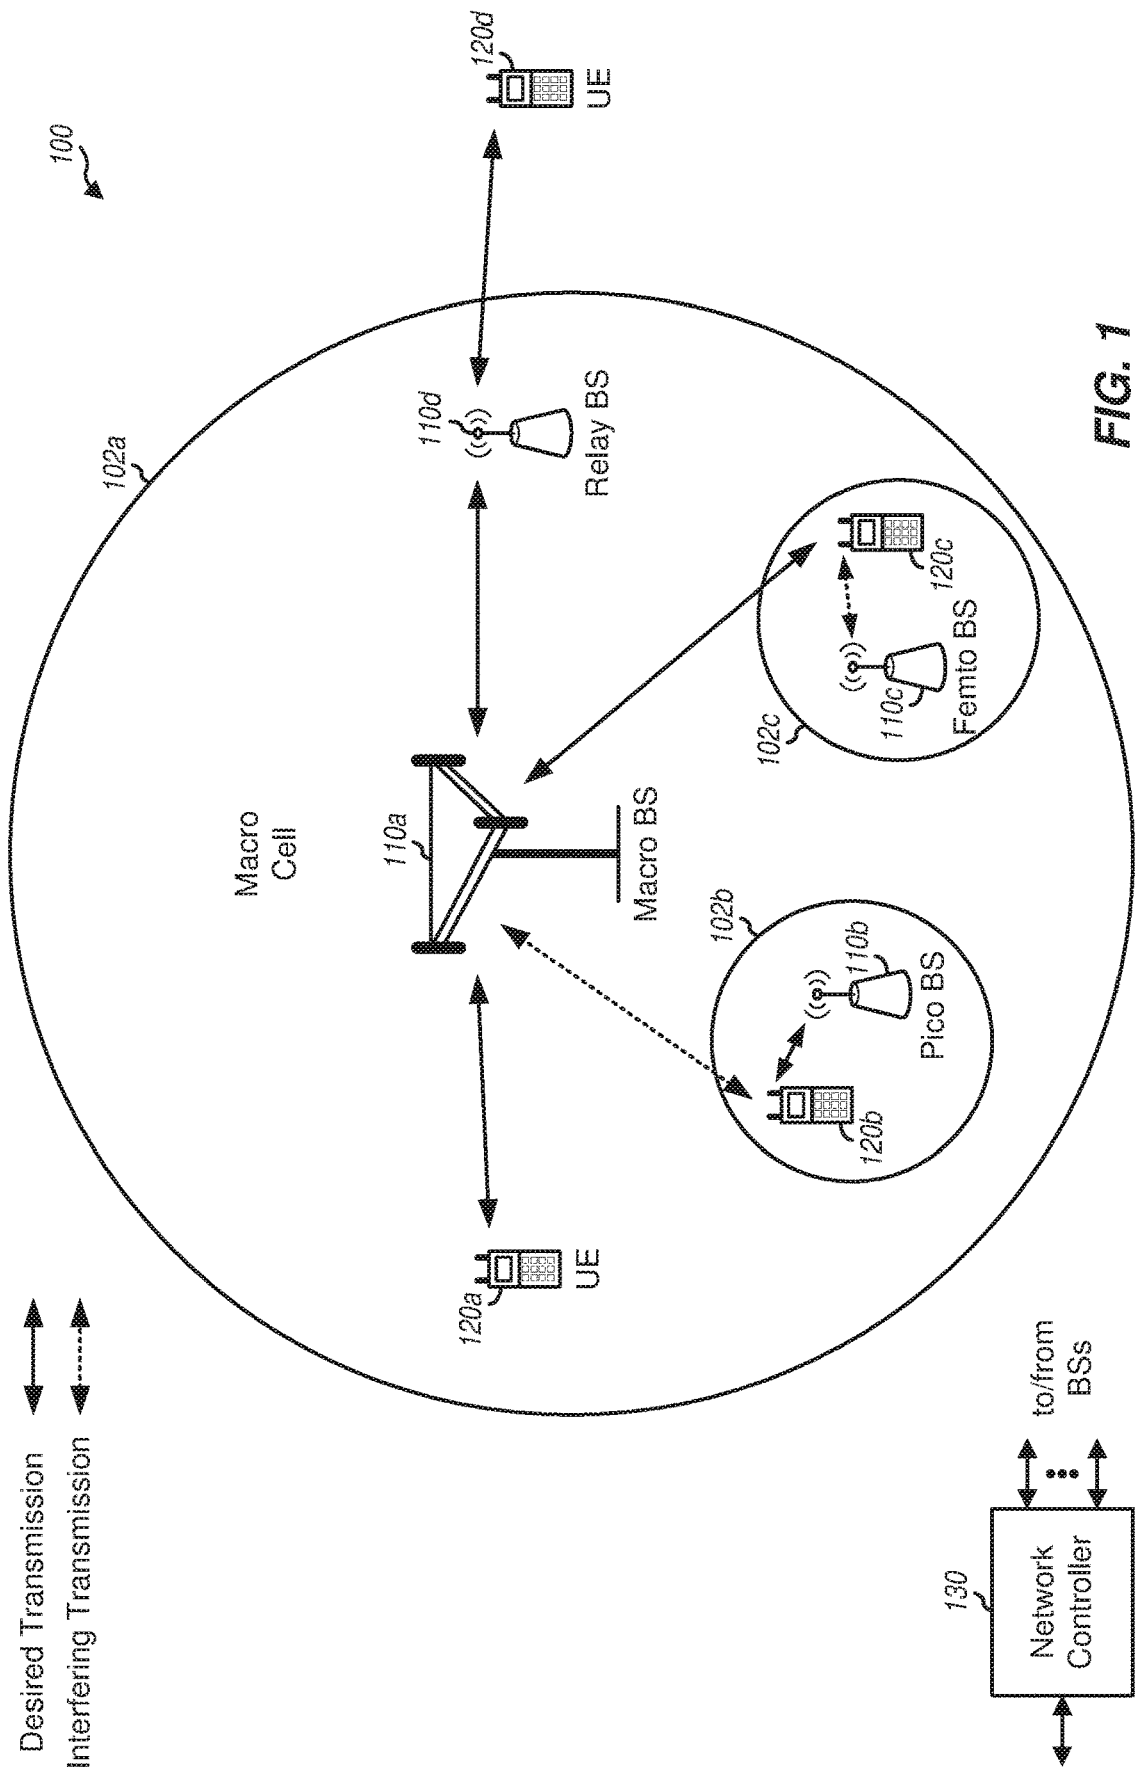 Desired Transmission
Interfering Transmission
100
102a
Macro
Cell
110a
110d
120d
UE
120a
UE
Macro BS
Relay BS
102b
110b
Pico BS
120b
102c
110c
Femto BS
120c
130
Network
Controller
to/from
BSs
FIG. 1